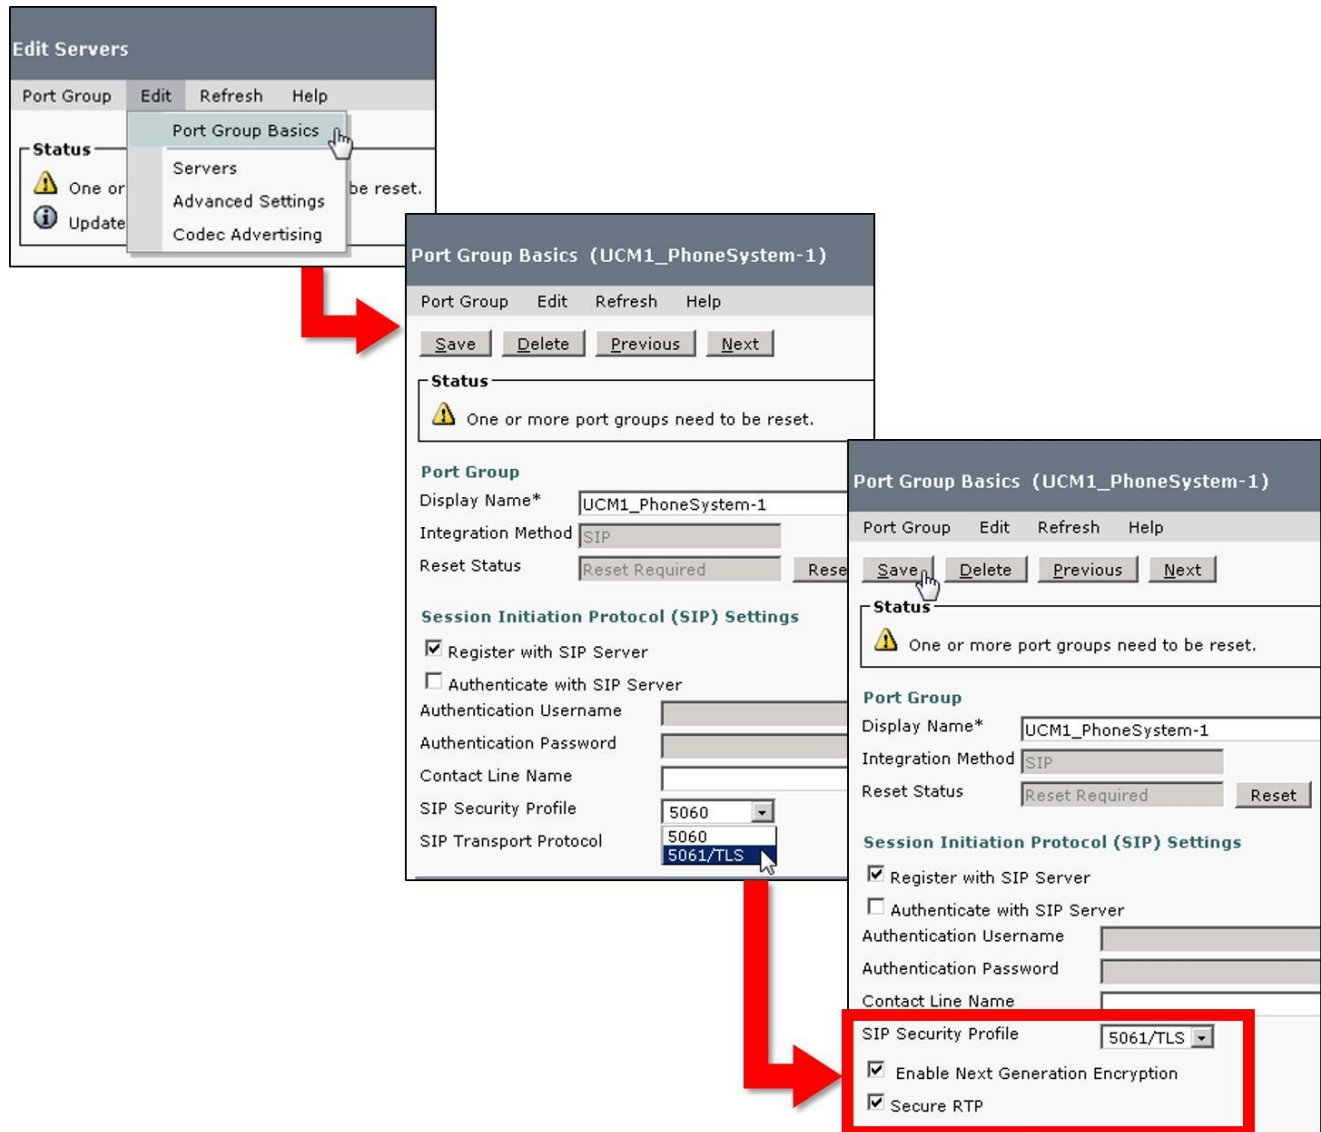 Edit Servers
Port Group Edit Refresh Help
Port Group Basics
Status
Servers
One or be reset.
Advanced Settings
Update
Codec Advertising
Port Group Basics (UCM1_PhoneSystem-1)
Port Group Edit Refresh Help
Save Delete Previous Next
Status
One or more port groups need to be reset.
Port Group
Display Name* UCM1_PhoneSystem-1
Integration Method SIP
Reset Status Reset Required Rese
Session Initiation Protocol (SIP) Settings
Register with SIP Server
Authenticate with SIP Server
Authentication Username
Authentication Password
Contact Line Name
SIP Security Profile 5060
5060
SIP Transport Protocol
5061/TLS
Port Group Basics (UCM1_PhoneSystem-1)
Port Group Edit Refresh Help
Save Delete Previous Next
Status
One or more port groups need to be reset.
Port Group
Display Name* UCM1_PhoneSystem-1
Integration Method SIP
Reset Status Reset Required Reset
Session Initiation Protocol (SIP) Settings
Register with SIP Server
Authenticate with SIP Server
Authentication Username
Authentication Password
Contact Line Name
SIP Security Profile 5061/TLS
Enable Next Generation Encryption
Secure RTP